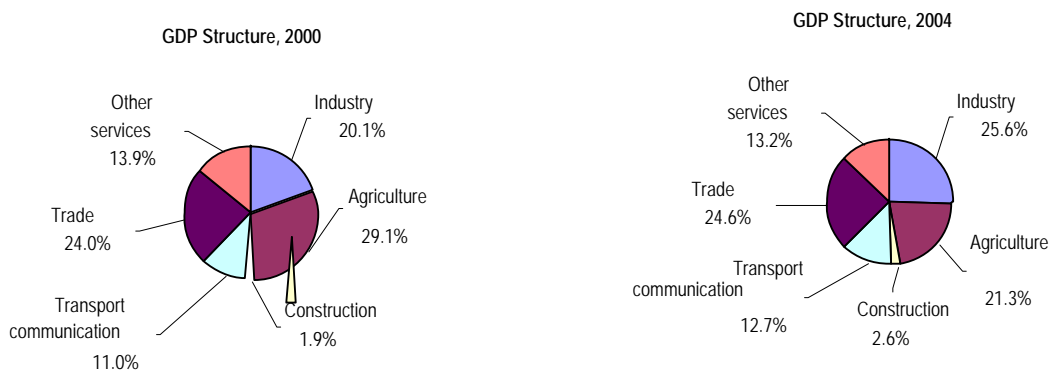 GDP Structure, 2000
Other
services
13.9%
Industry
20.1%
Agriculture
29.1%
Trade
24.0%
Transport
communication
11.0%
Construction
1.9%
GDP Structure, 2004
Other
services
13.2%
Industry
25.6%
Trade
24.6%
Agriculture
21.3%
Transport
communication
12.7%
Construction
2.6%